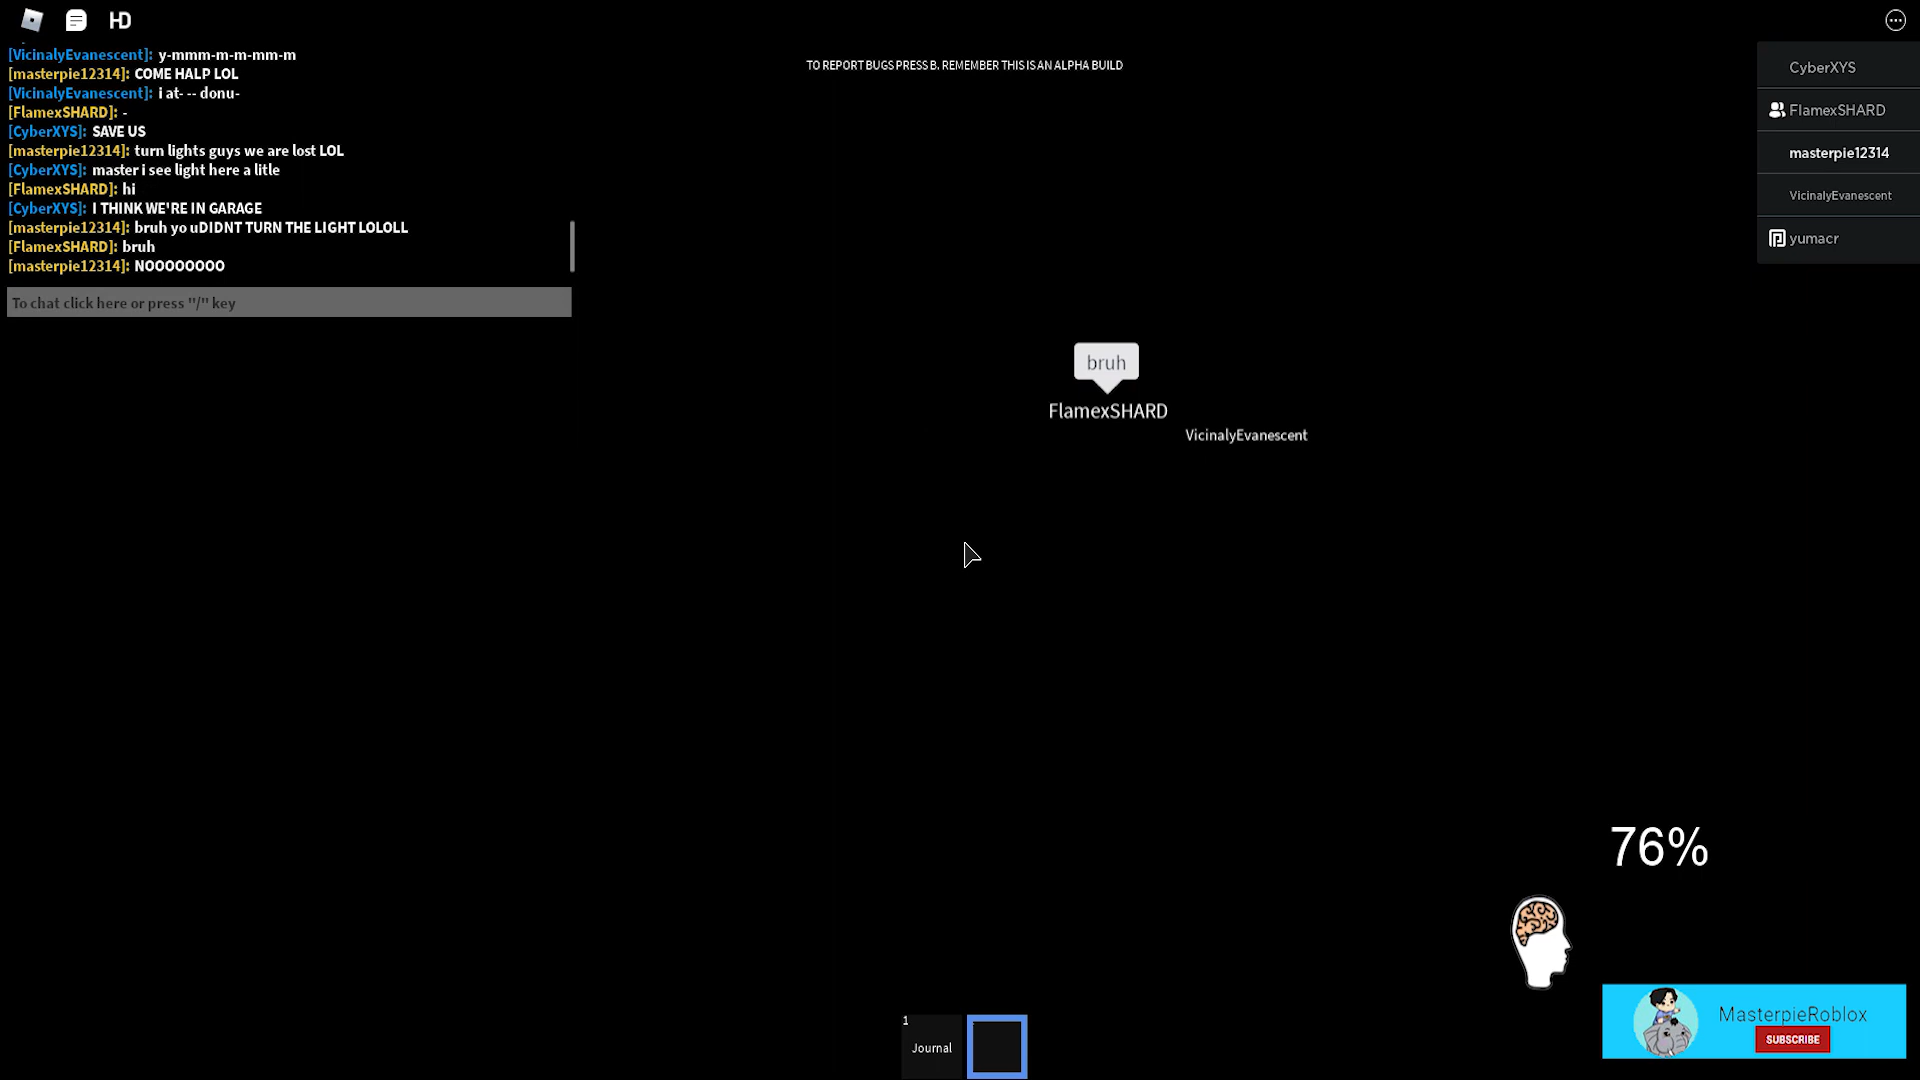 HD
[VicinalyEvanescent]: y-mmm-m-m-mm-m
[masterpie12314]: COME HALP LOL
[VicinalyEvanescent]: i at- -- donu-
[FlamexSHARD]: -
[CyberXYS]: SAVE US
[masterpie12314]: turn lights guys we are lost LOL
[CyberXYS]: master i see light here a litle
[FlamexSHARD]: hi
[CyberXYS]: I THINK WE'RE IN GARAGE
[masterpie12314]: bruh yo uDIDNT TURN THE LIGHT LOLOLL
[FlamexSHARD]: bruh
[masterpie12314]: NOOOOOOOO
To chat click here or press "/" key
TO REPORT BUGS PRESS B. REMEMBER THIS IS AN ALPHA BUILD
CyberXYS
FlamexSHARD
masterpie12314
VicinalyEvanescent
yumacr
bruh
FlamexSHARD
VicinalyEvanescent
76%
1
Journal
MasterpieRoblox
SUBSCRIBE